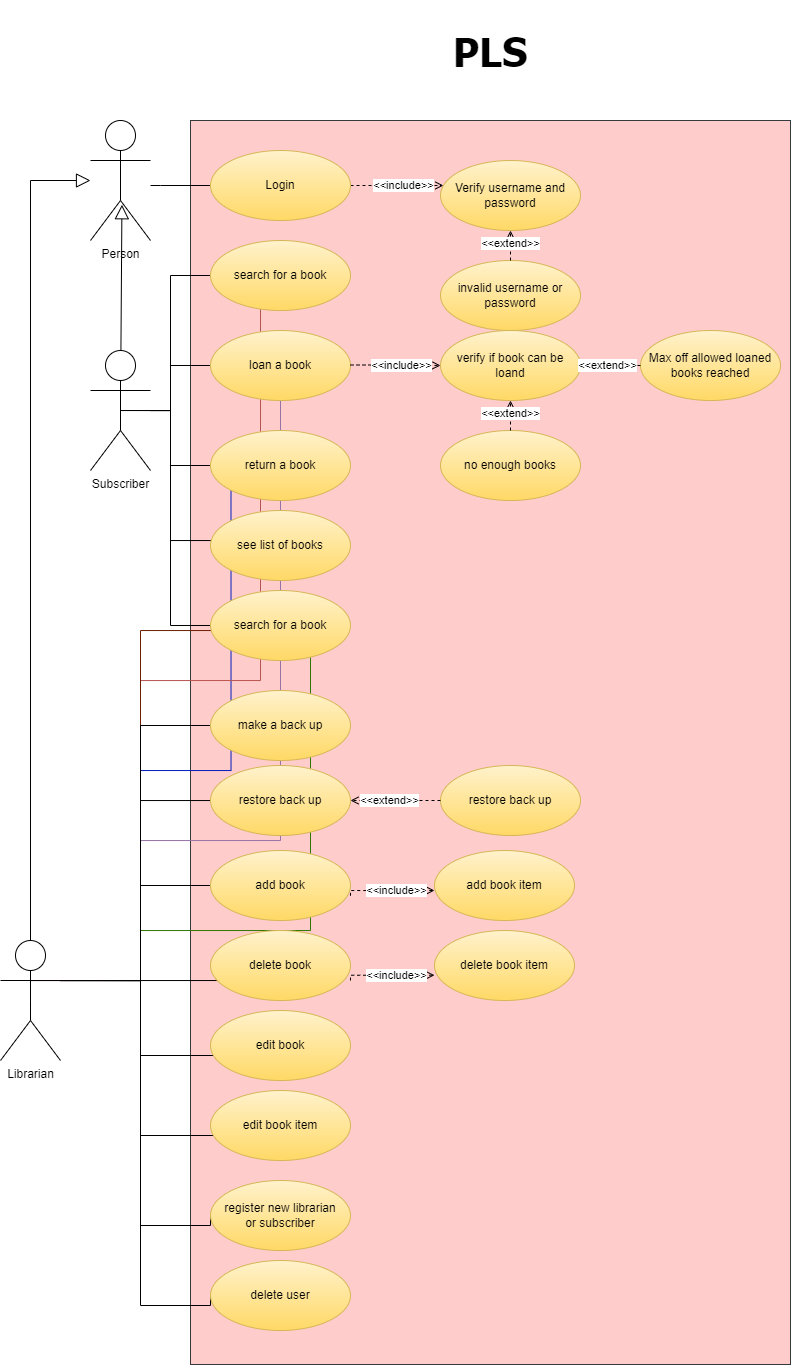 PLS
Person
Login
<<include>>
Verify username and
password
<<extend>>
search for a book
invalid username or
password
loan a book
<<include>>
verify if book can be
loand
<<extend>>
Max off allowed loaned
books reached
<<extend>>
Subscriber
return a book
no enough books
see list of books
search for a book
make a back up
restore back up
<<extend>>
restore back up
add book
<<include>>
add book item
delete book
<<include>>
delete book item
Librarian
edit book
edit book item
register new librarian
or subscriber
delete user